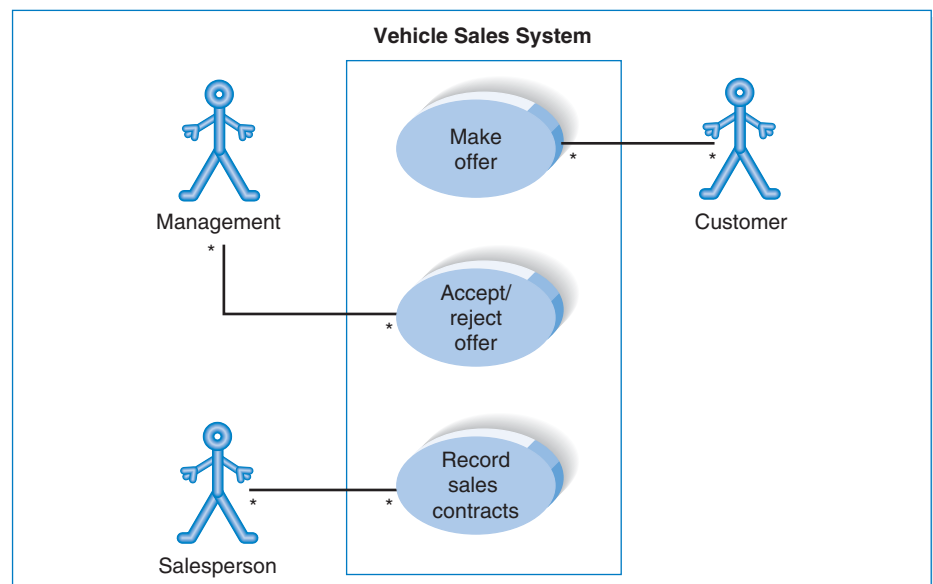 Vehicle Sales System
Make
offer
*
*
Management
Customer
*
Accept/
reject
offer
*
Record
sales
contracts
*
*
Salesperson